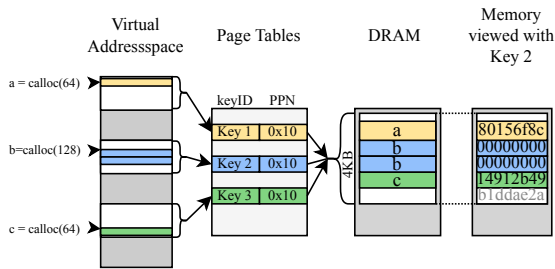 Virtual
Addressspace
Page Tables
DRAM
Memory
viewed with
Key 2
a = calloc(64)
b=calloc(128)
c = calloc(64)
keyID PPN
Key 1 0x10
Key 2 0x10
Key 3 0x10
4KB
a
b
b
c
80156f8c
00000000
00000000
14912b49
b1ddae2a